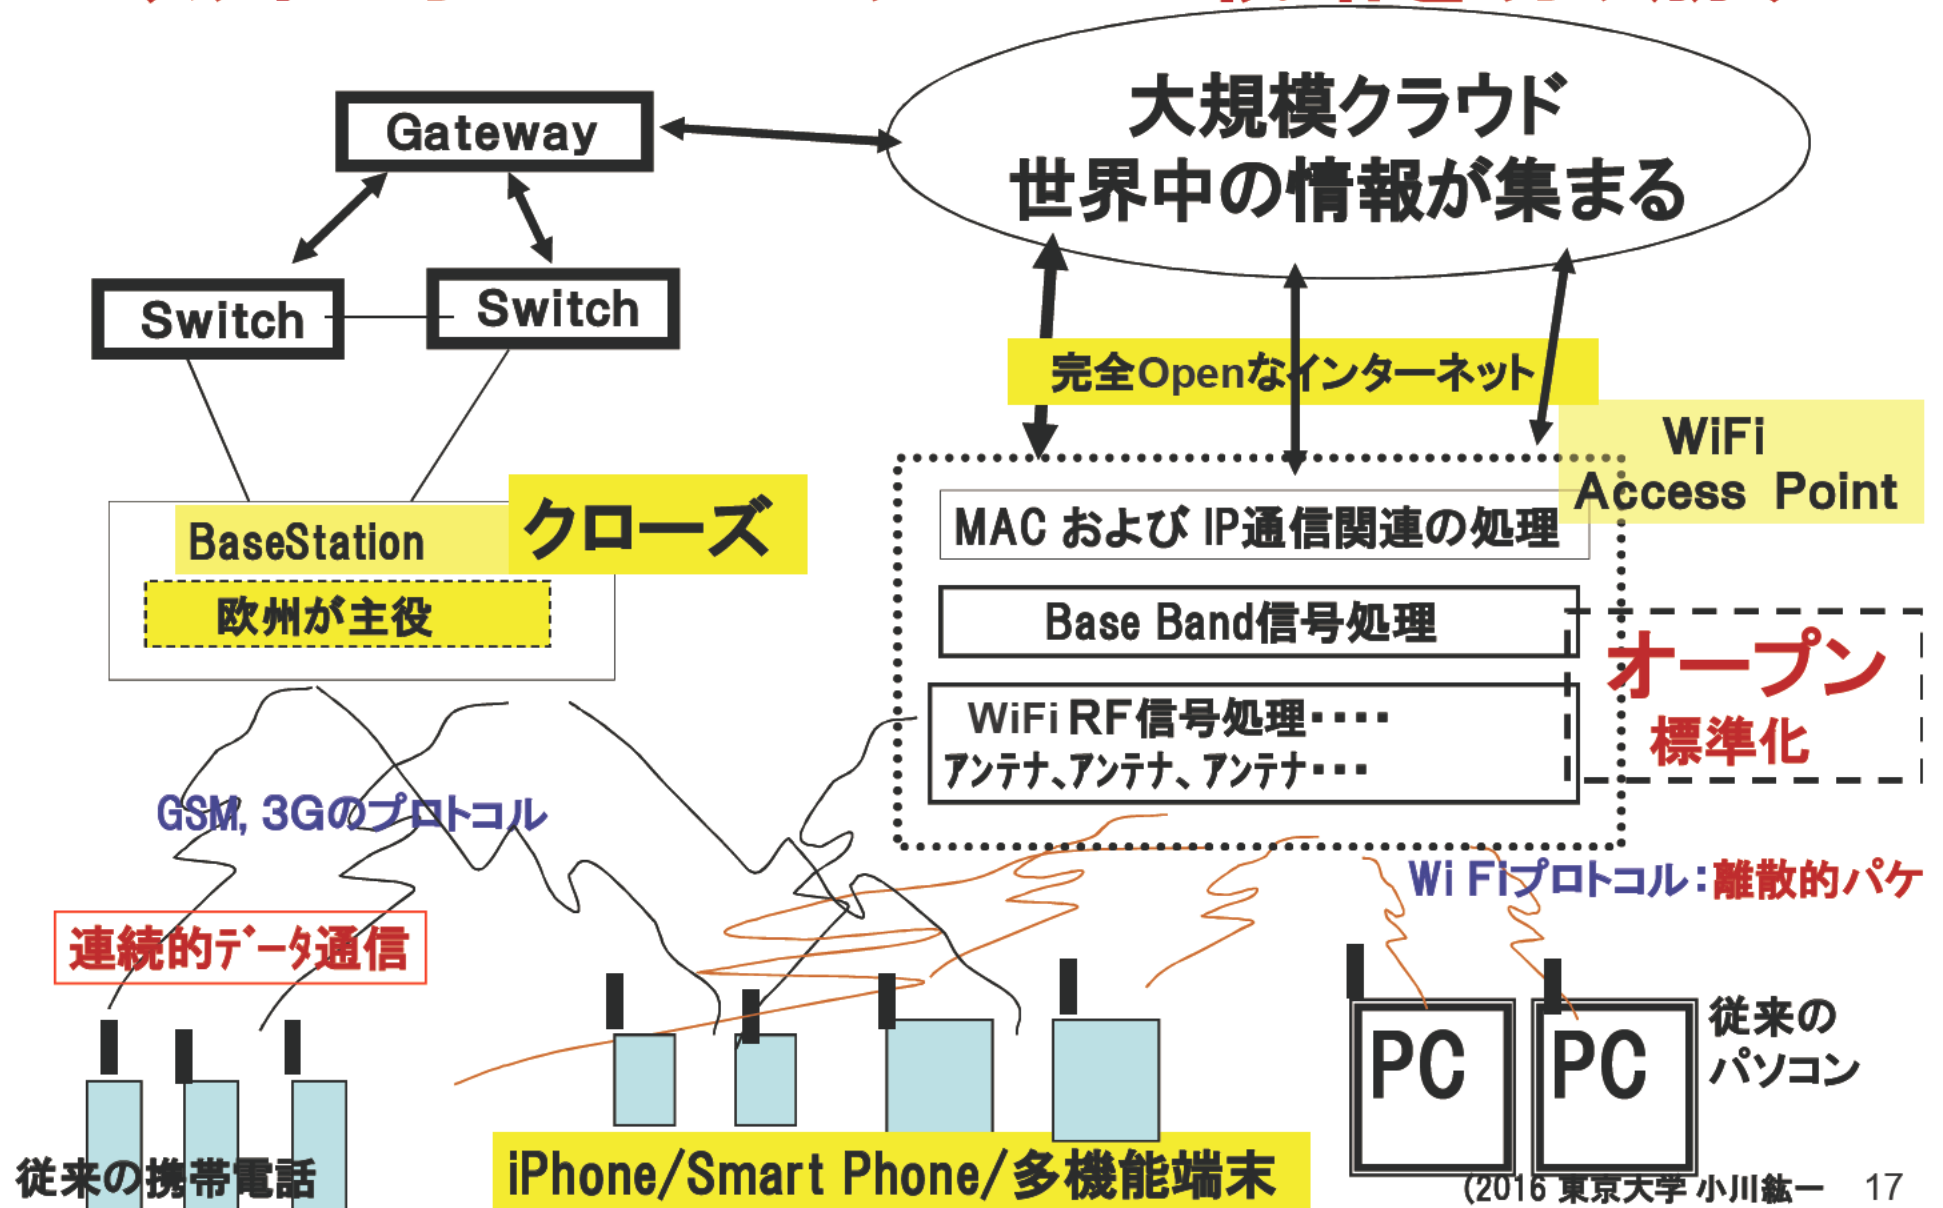 Gateway
大規模クラウド
世界中の情報が集まる
Switch
Switch
完全Openなインターネット
WiFi
Access Point
BaseStation
クローズ
欧州が主役
MAC および IP通信関連の処理
Base Band信号処理
オープン
標準化
WiFi RF信号処理・・・・
アンテナ、アンテナ、アンテナ・・・
GSM, 3Gのプロトコル
Wi Fiプロトコル：離散的パケ
連続的ﾃﾞｰﾀ通信
PC
PC
従来の
パソコン
従来の携帯電話
iPhone/Smart Phone/多機能端末
(2016 東京大学 小川紘一
17